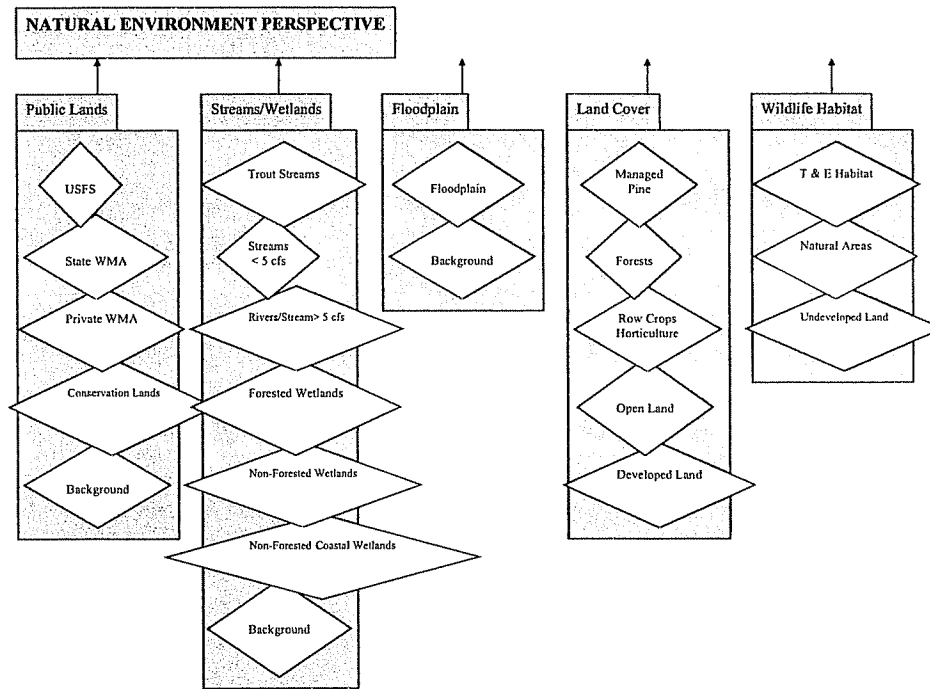 NATURAL ENVIRONMENT PERSPECTIVE
Public Lands
USFS
State WMA
Private WMA
Conservation Lands
Background
Streams/Wetlands
Trout Streams
Streams
< 5 cfs
Rivers/Stream> 5 cfs
Forested Wetlands
Non-Forested Wetlands
Non-Forested Coastal Wetlands
Background
Floodplain
Floodplain
Background
Land Cover
Managed
Pine
Forests
Row Crops
Horticulture
Open Land
Developed Land
Wildlife Habitat
T & E Habitat
Natural Areas
Undeveloped Land